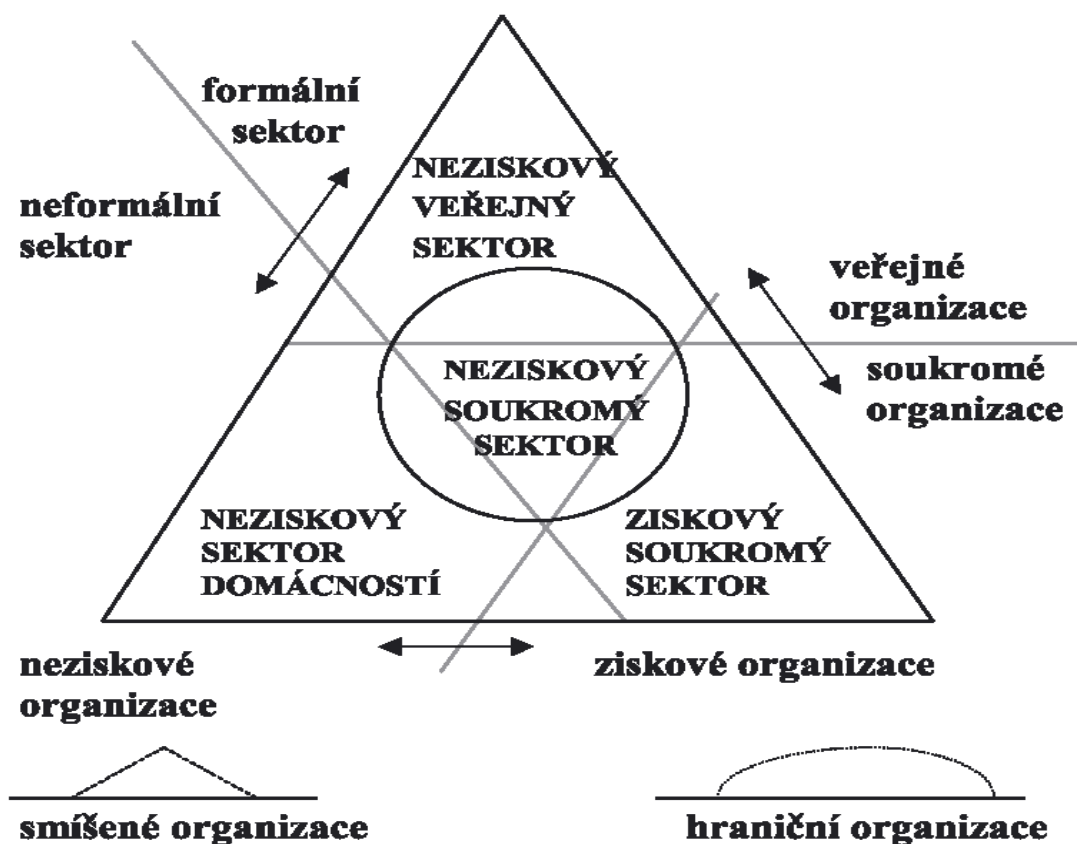 formální
sektor
neformální
sektor
NEZISKOVÝ
VEŘEJNÝ
SEKTOR
veřejné
organizace
soukromé
organizace
NEZISKOVÝ
SOUKROMÝ
SEKTOR
NEZISKOVÝ
SEKTOR
DOMÁCNOSTÍ
ZISKOVÝ
SOUKROMÝ
SEKTOR
neziskové
organizace
ziskové organizace
smíšené organizace
hraniční organizace